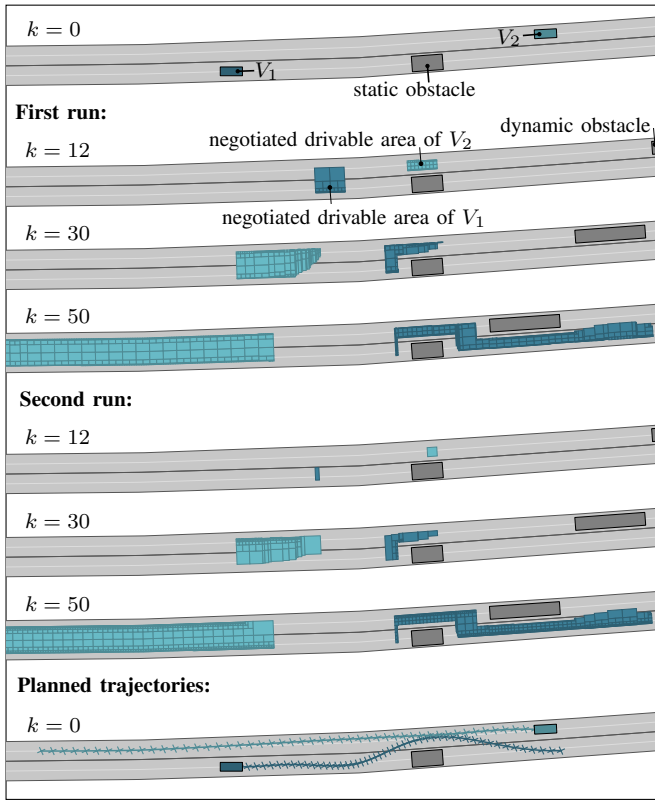 k = 0
V₂
V₁
static obstacle
First run:
negotiated drivable area of V₂
dynamic obstacle
k = 12
negotiated drivable area of V₁
k = 30
k = 50
Second run:
k = 12
k = 30
k = 50
Planned trajectories:
k = 0